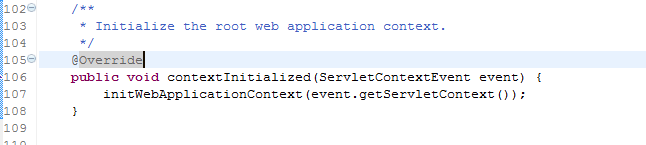 102 /**
103 * Initialize the root web application context.
104 */
105 @Override
106 public void contextInitialized(ServletContextEvent event) {
107 initWebApplicationContext(event.getServletContext());
108 }
109